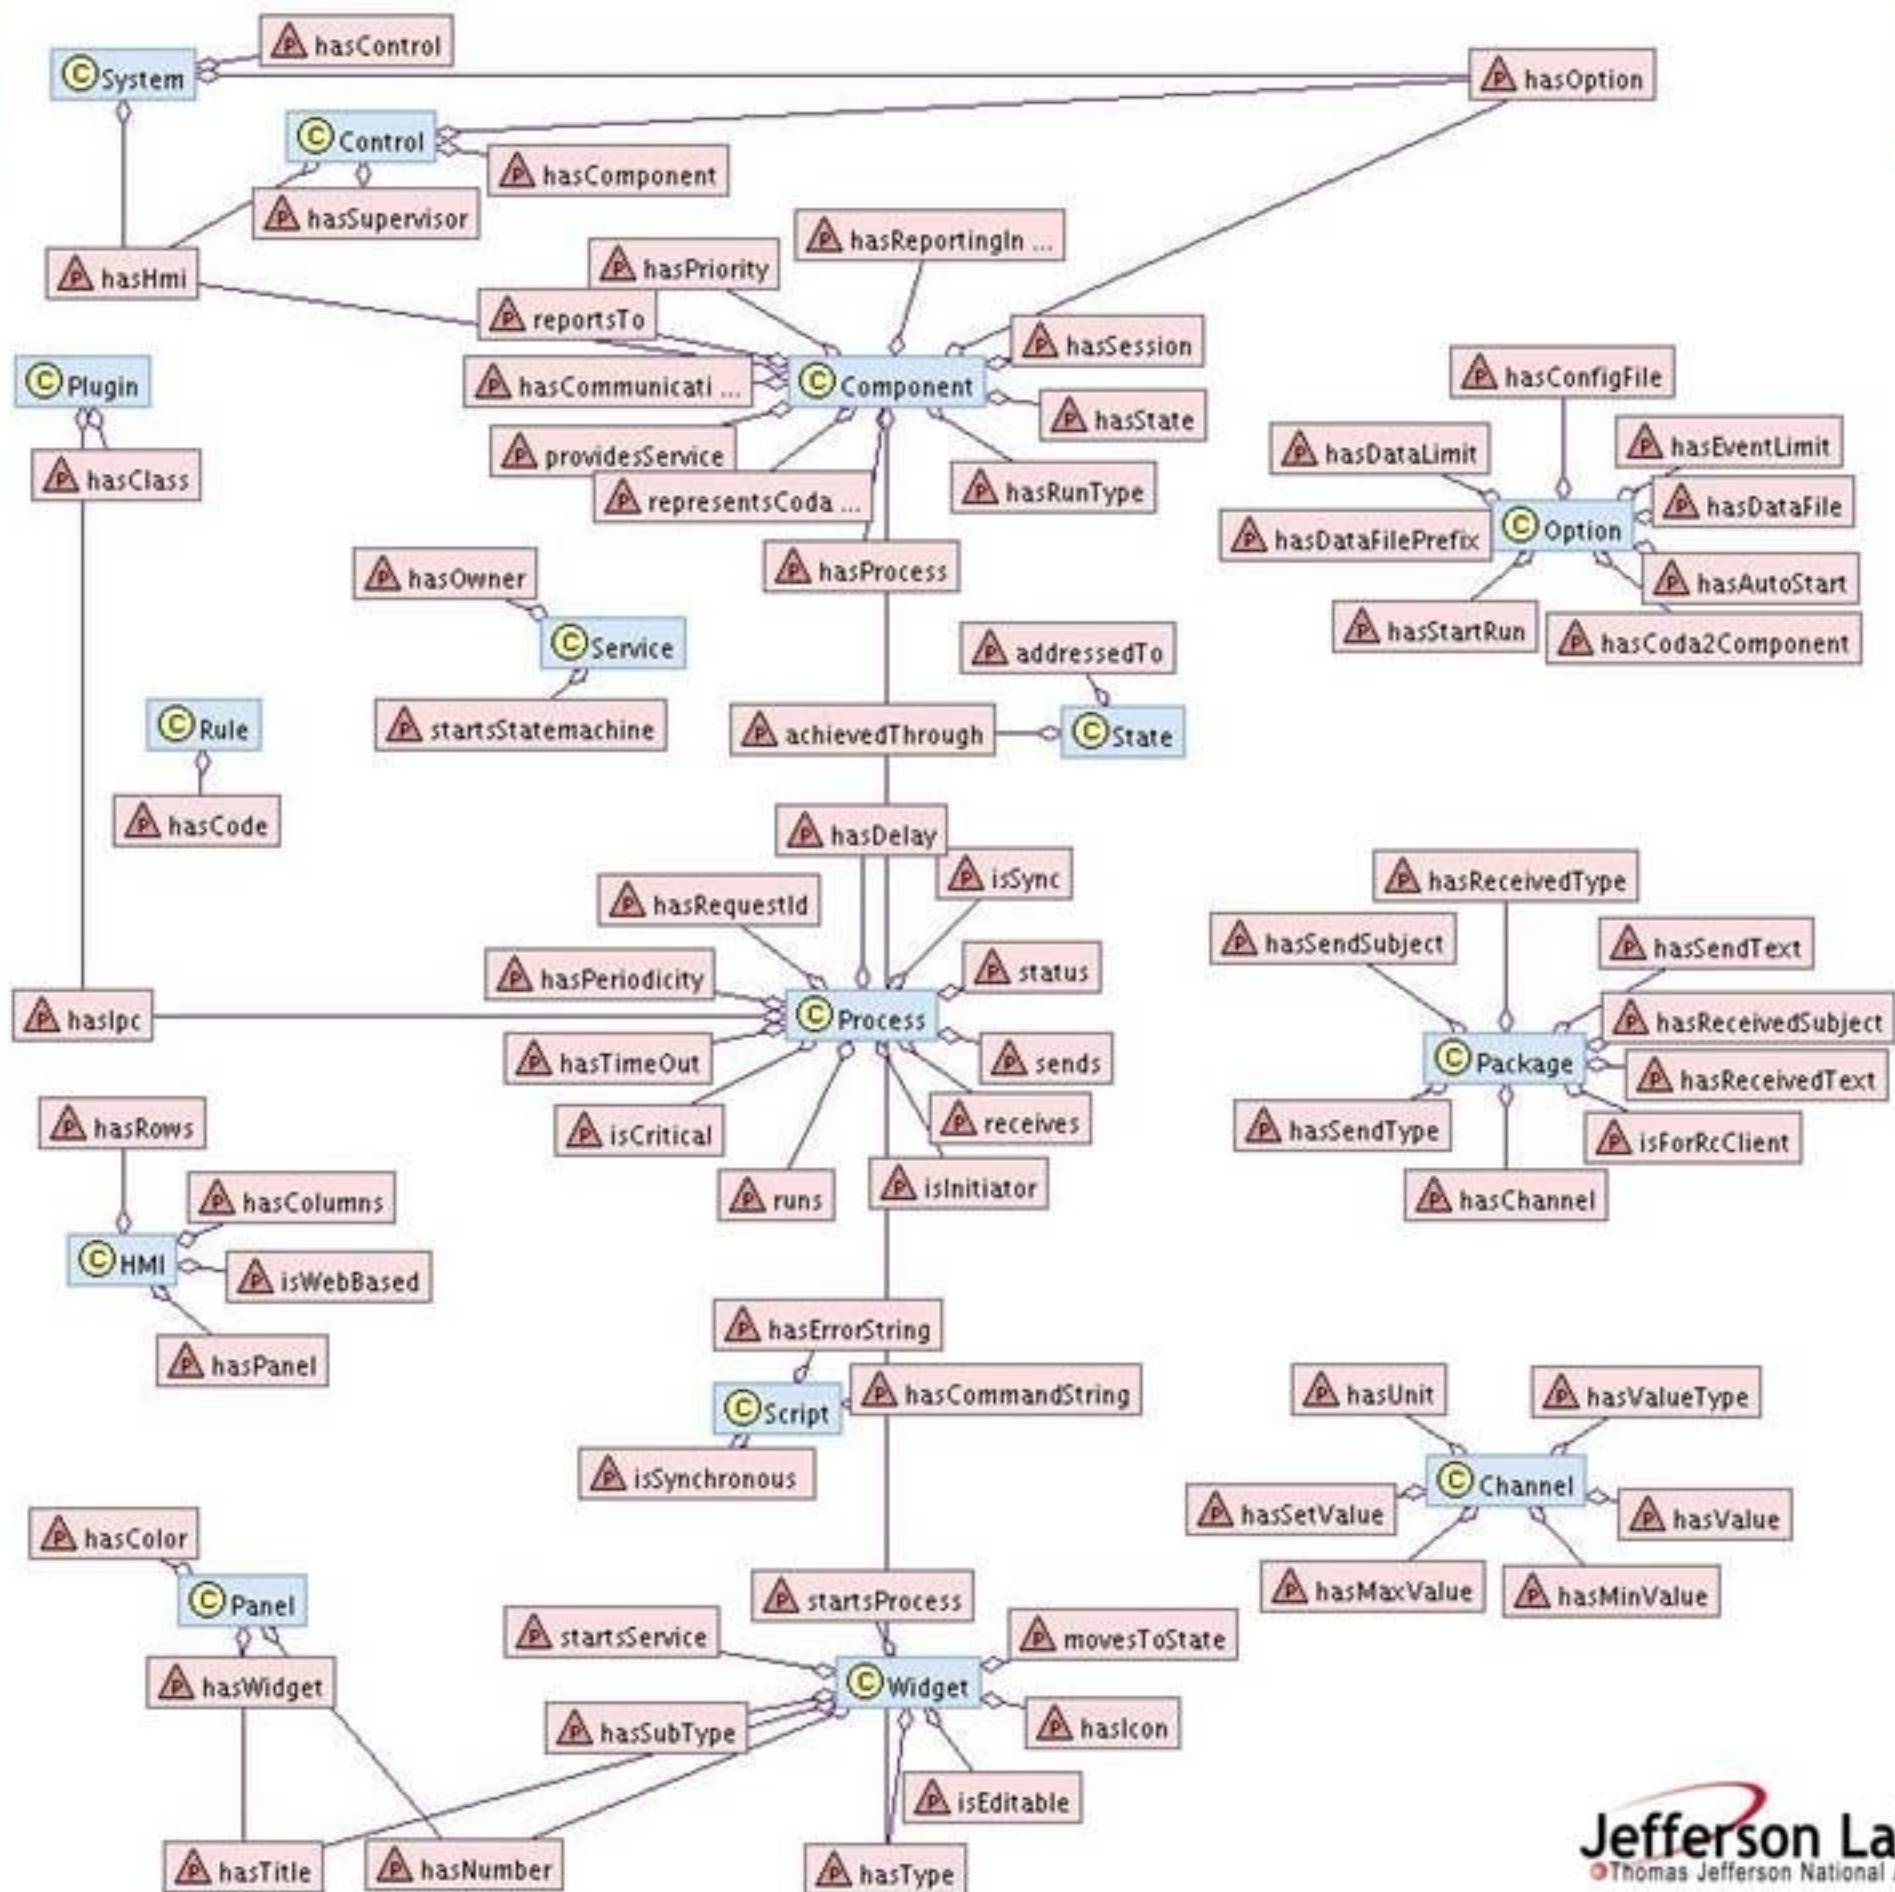 hasControl
System
hasOption
Control
hasComponent
hasSupervisor
hasReportingIn ...
hasHmi
hasPriority
reportsTo
hasSession
Plugin
hasCommunicati ...
Component
hasConfigFile
hasState
hasDataLimit
hasEventLimit
hasClass
providesService
representsCoda ...
hasRunType
hasDataFile
hasDataFilePrefix
Option
hasOwner
hasProcess
hasAutoStart
hasStartRun
hasCoda2Component
Service
addressedTo
Rule
startsStatemachine
achievedThrough
State
hasCode
hasDelay
isSync
hasReceivedType
hasRequestId
hasSendSubject
hasSendText
hasPeriodicity
status
hasIpc
Process
hasReceivedSubject
hasTimeOut
sends
Package
hasReceivedText
hasRows
isCritical
receives
hasSendType
isForRcClient
hasColumns
runs
isInitiator
hasChannel
HMI
isWebBased
hasPanel
hasErrorString
hasCommandString
hasUnit
hasValueType
Script
isSynchronous
Channel
hasSetValue
hasValue
hasColor
hasMaxValue
hasMinValue
Panel
startsProcess
startsService
movesToState
hasWidget
Widget
hasSubType
hasIcon
isEditable
hasTitle
hasNumber
hasType
Jefferson La
Thomas Jefferson National